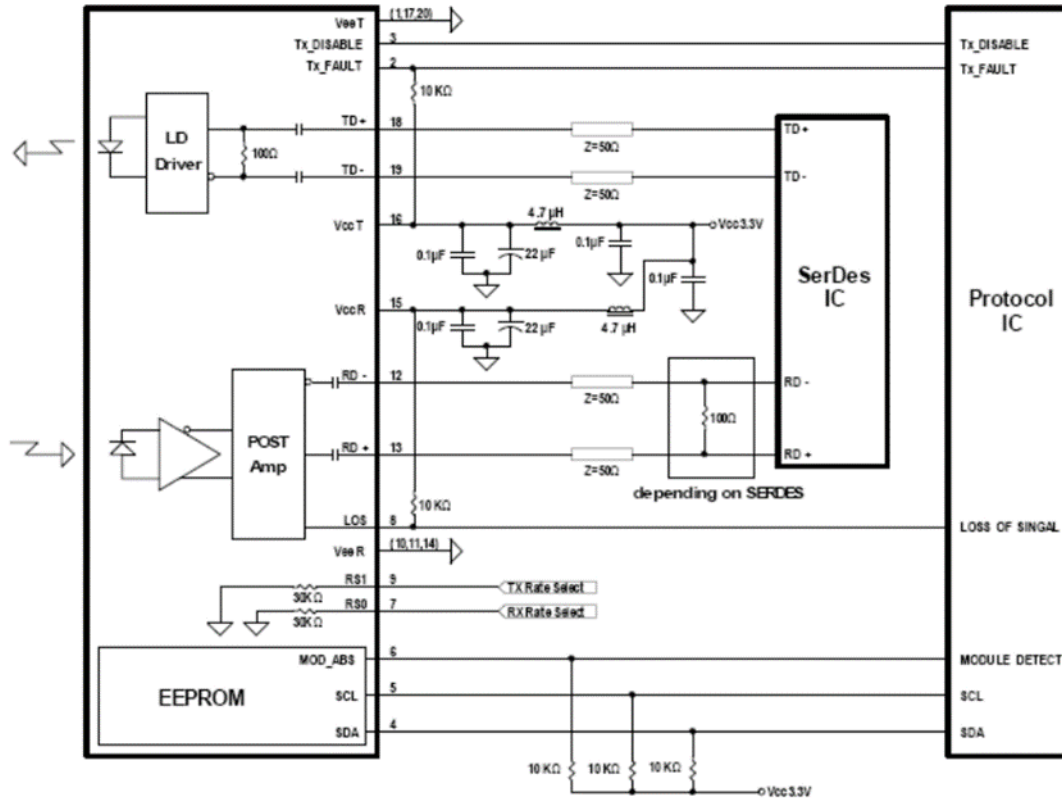 VeeT (1,17,20)
Tx_DISABLE 3 Tx_DISABLE
Tx_FAULT 2 Tx_FAULT
10 KΩ
LD
Driver
100Ω
TD+ 18 Z=50Ω TD+
TD- 19 Z=50Ω TD-
VccT 16 4.7 µH Vcc3.3V
0.1µF 22 µF 0.1µF 0.1µF
SerDes
IC
Protocol
IC
VccR 15
0.1µF 22 µF 4.7 µH
RD - 12 Z=50Ω RD -
100Ω
POST
Amp
RD + 13 Z=50Ω RD +
depending on SERDES
10 KΩ
LOS 8 LOSS OF SINGAL
VeeR (10,11,14)
RS1 9 TX Rate Select
30KΩ
RS0 7 RX Rate Select
30KΩ
MOD_ABS 6 MODULE DETECT
EEPROM
SCL 5 SCL
SDA 4 SDA
10 KΩ 10 KΩ 10 KΩ
Vcc3.3V